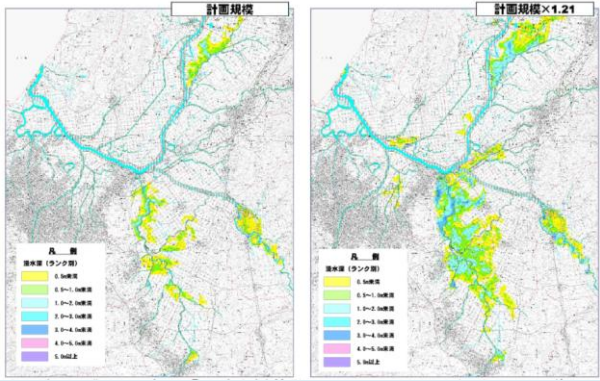 計画規模
計画規模×1.21
凡　例
浸水深（ランク別）
0.5m未満
0.5～1.0m未満
1.0～2.0m未満
2.0～3.0m未満
3.0～4.0m未満
4.0～5.0m未満
5.0m以上
凡　例
浸水深（ランク別）
0.5m未満
0.5～1.0m未満
1.0～2.0m未満
2.0～3.0m未満
3.0～4.0m未満
4.0～5.0m未満
5.0m以上